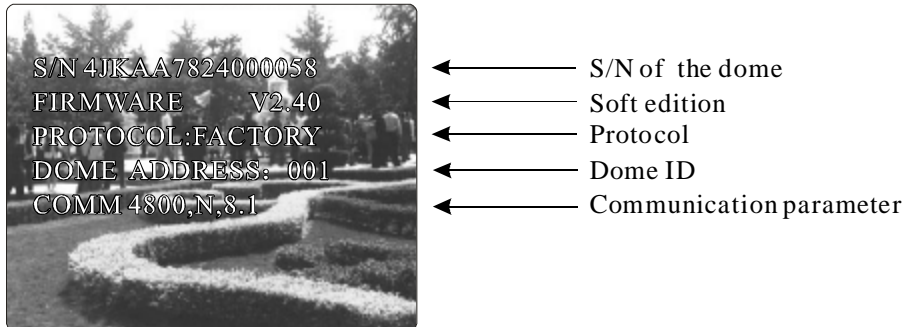 S/N 4JKAA7824000058
FIRMWARE V2.40
PROTOCOL:FACTORY
DOME ADDRESS: 001
COMM 4800,N,8.1
S/N of the dome
Soft edition
Protocol
Dome ID
Communication parameter